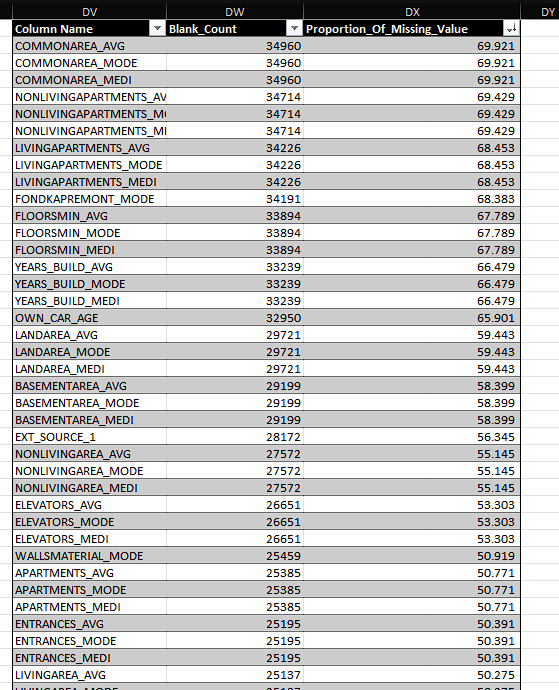 DV DW DX DY
Column Name Blank_Count Proportion_Of_Missing_Value
COMMONAREA_AVG 34960 69.921
COMMONAREA_MODE 34960 69.921
COMMONAREA_MEDI 34960 69.921
NONLIVINGAPARTMENTS_AV 34714 69.429
NONLIVINGAPARTMENTS_M 34714 69.429
NONLIVINGAPARTMENTS_M 34714 69.429
LIVINGAPARTMENTS_AVG 34226 68.453
LIVINGAPARTMENTS_MODE 34226 68.453
LIVINGAPARTMENTS_MEDI 34226 68.453
FONDKAPREMONT_MODE 34191 68.383
FLOORSMIN_AVG 33894 67.789
FLOORSMIN_MODE 33894 67.789
FLOORSMIN_MEDI 33894 67.789
YEARS_BUILD_AVG 33239 66.479
YEARS_BUILD_MODE 33239 66.479
YEARS_BUILD_MEDI 33239 66.479
OWN_CAR_AGE 32950 65.901
LANDAREA_AVG 29721 59.443
LANDAREA_MODE 29721 59.443
LANDAREA_MEDI 29721 59.443
BASEMENTAREA_AVG 29199 58.399
BASEMENTAREA_MODE 29199 58.399
BASEMENTAREA_MEDI 29199 58.399
EXT_SOURCE_1 28172 56.345
NONLIVINGAREA_AVG 27572 55.145
NONLIVINGAREA_MODE 27572 55.145
NONLIVINGAREA_MEDI 27572 55.145
ELEVATORS_AVG 26651 53.303
ELEVATORS_MODE 26651 53.303
ELEVATORS_MEDI 26651 53.303
WALLSMATERIAL_MODE 25459 50.919
APARTMENTS_AVG 25385 50.771
APARTMENTS_MODE 25385 50.771
APARTMENTS_MEDI 25385 50.771
ENTRANCES_AVG 25195 50.391
ENTRANCES_MODE 25195 50.391
ENTRANCES_MEDI 25195 50.391
LIVINGAREA_AVG 25137 50.275